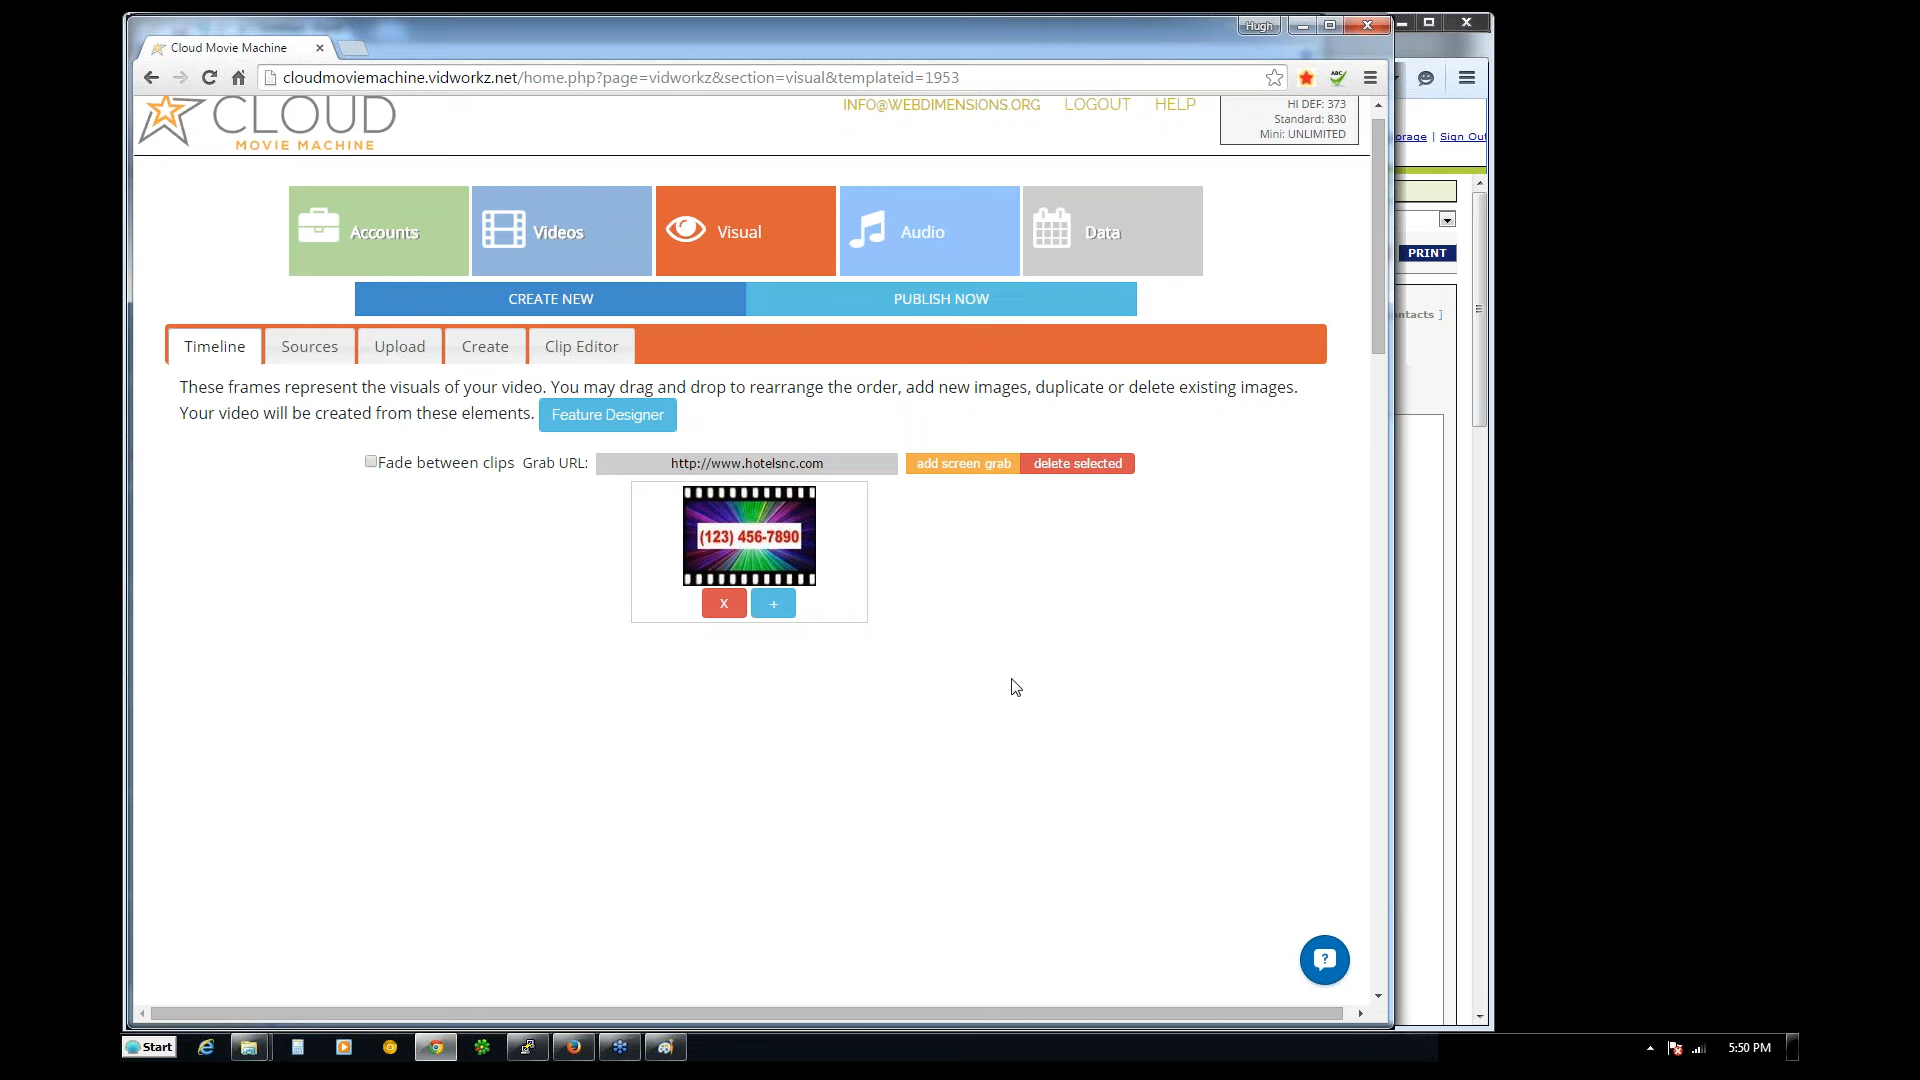 Hugh
Cloud Movie Machine
cloudmoviemachine.vidworkz.net/home.php?page=vidworkz&section=visual&templateid=1953
ABC
CLOUD
MOVIE MACHINE
INFO@WEBDIMENSIONS.ORG LOGOUT HELP
HI DEF: 373
Standard: 830
Mini: UNLIMITED
orage | Sign Out
Accounts
Videos
Visual
Audio
Data
PRINT
CREATE NEW
PUBLISH NOW
ntacts ]
Timeline
Sources
Upload
Create
Clip Editor
These frames represent the visuals of your video. You may drag and drop to rearrange the order, add new images, duplicate or delete existing images.
Your video will be created from these elements. Feature Designer
Fade between clips Grab URL: http://www.hotelsnc.com add screen grab delete selected
(123) 456-7890
X +
?
Start
5:50 PM